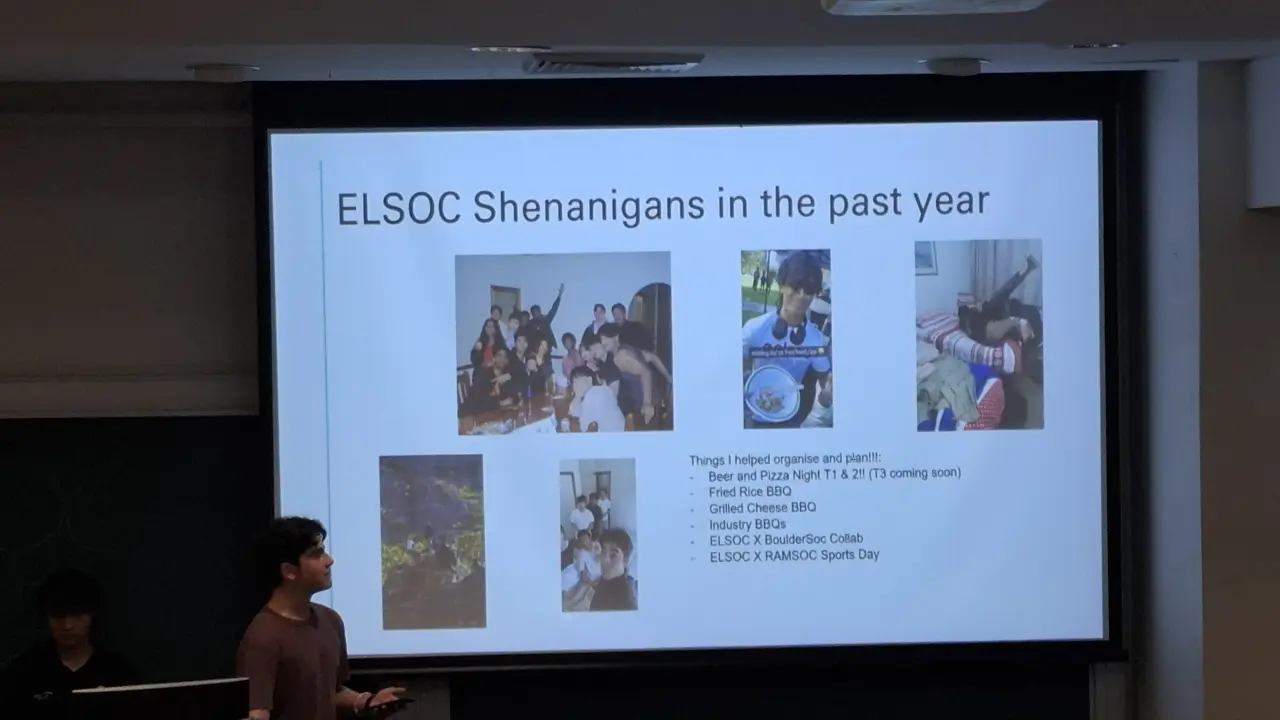 ELSOC Shenanigans in the past year
Things I helped organise and plan!!!:
- Beer and Pizza Night T1 & 2!! (T3 coming soon)
- Fried Rice BBQ
- Grilled Cheese BBQ
- Industry BBQs
- ELSOC X BoulderSoc Collab
- ELSOC X RAMSOC Sports Day